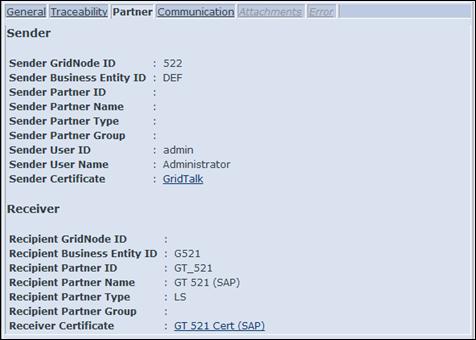 General Traceability Partner Communication Attachments Error
Sender
Sender GridNode ID : 522
Sender Business Entity ID : DEF
Sender Partner ID :
Sender Partner Name :
Sender Partner Type :
Sender Partner Group :
Sender User ID : admin
Sender User Name : Administrator
Sender Certificate : GridTalk
Receiver
Recipient GridNode ID :
Recipient Business Entity ID : G521
Recipient Partner ID : GT_521
Recipient Partner Name : GT 521 (SAP)
Recipient Partner Type : LS
Recipient Partner Group :
Receiver Certificate : GT 521 Cert (SAP)